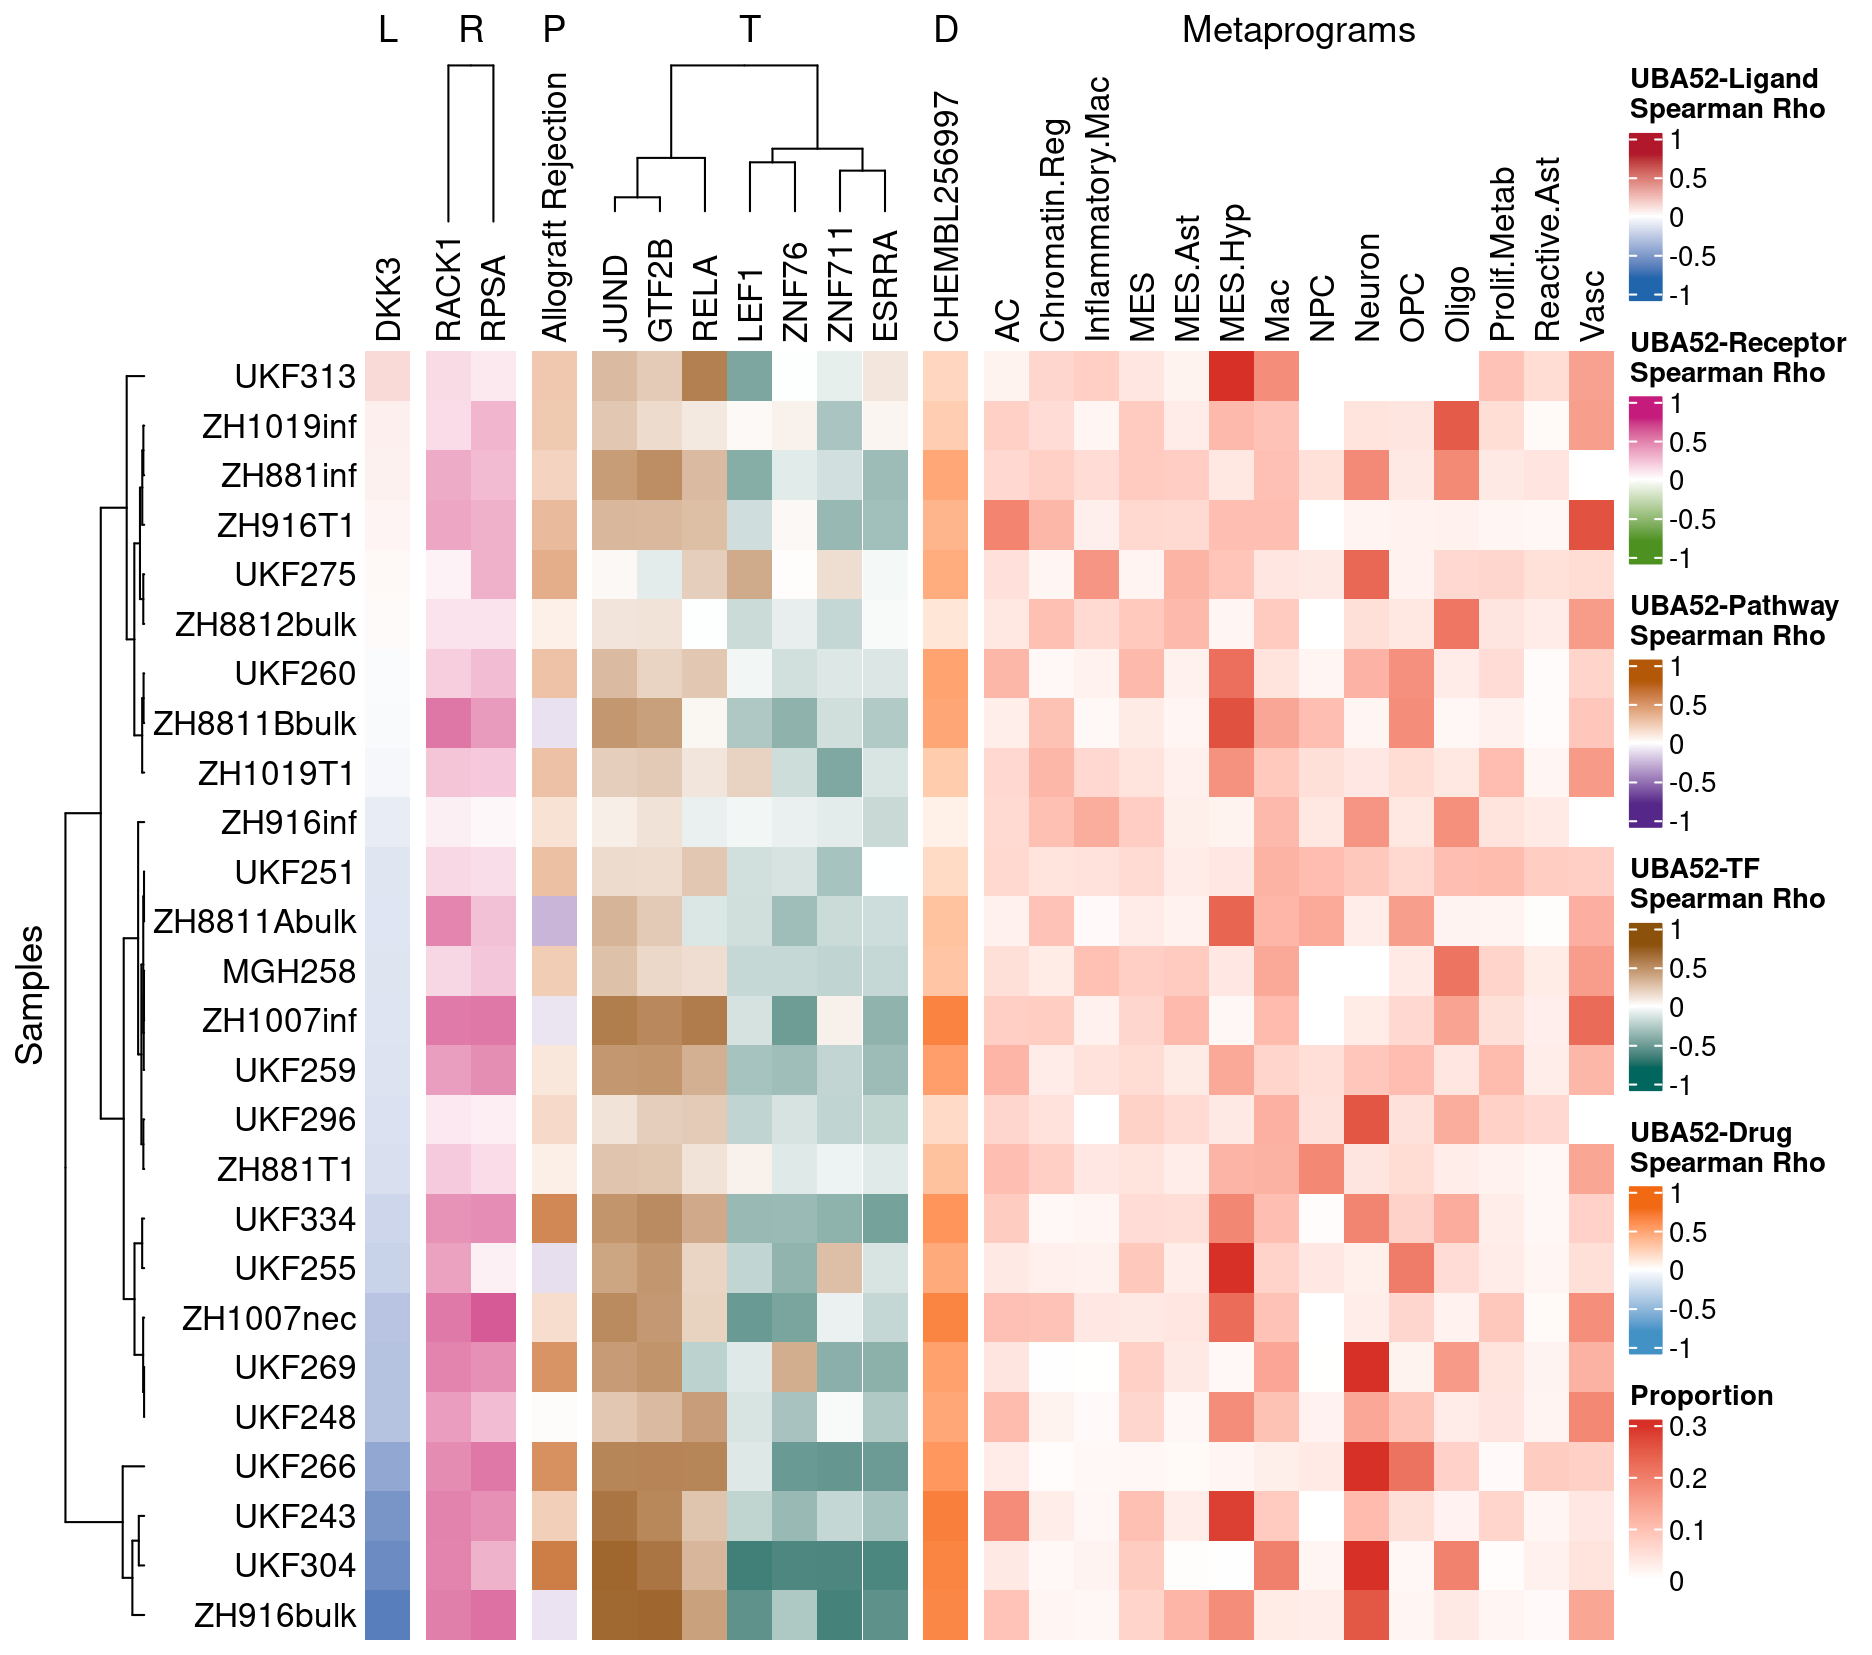 L R P T D Metaprograms
DKK3
RACK1
RPSA
Allograft Rejection
JUND
GTF2B
RELA
LEF1
ZNF76
ZNF711
ESRRA
CHEMBL256997
AC
Chromatin.Reg
Inflammatory.Mac
MES
MES.Ast
MES.Hyp
Mac
NPC
Neuron
OPC
Oligo
Prolif.Metab
Reactive.Ast
Vasc
Samples
UKF313
ZH1019inf
ZH881inf
ZH916T1
UKF275
ZH8812bulk
UKF260
ZH8811Bbulk
ZH1019T1
ZH916inf
UKF251
ZH8811Abulk
MGH258
ZH1007inf
UKF259
UKF296
ZH881T1
UKF334
UKF255
ZH1007nec
UKF269
UKF248
UKF266
UKF243
UKF304
ZH916bulk
UBA52-Ligand
Spearman Rho
1
0.5
0
-0.5
-1
UBA52-Receptor
Spearman Rho
1
0.5
0
-0.5
-1
UBA52-Pathway
Spearman Rho
1
0.5
0
-0.5
-1
UBA52-TF
Spearman Rho
1
0.5
0
-0.5
-1
UBA52-Drug
Spearman Rho
1
0.5
0
-0.5
-1
Proportion
0.3
0.2
0.1
0